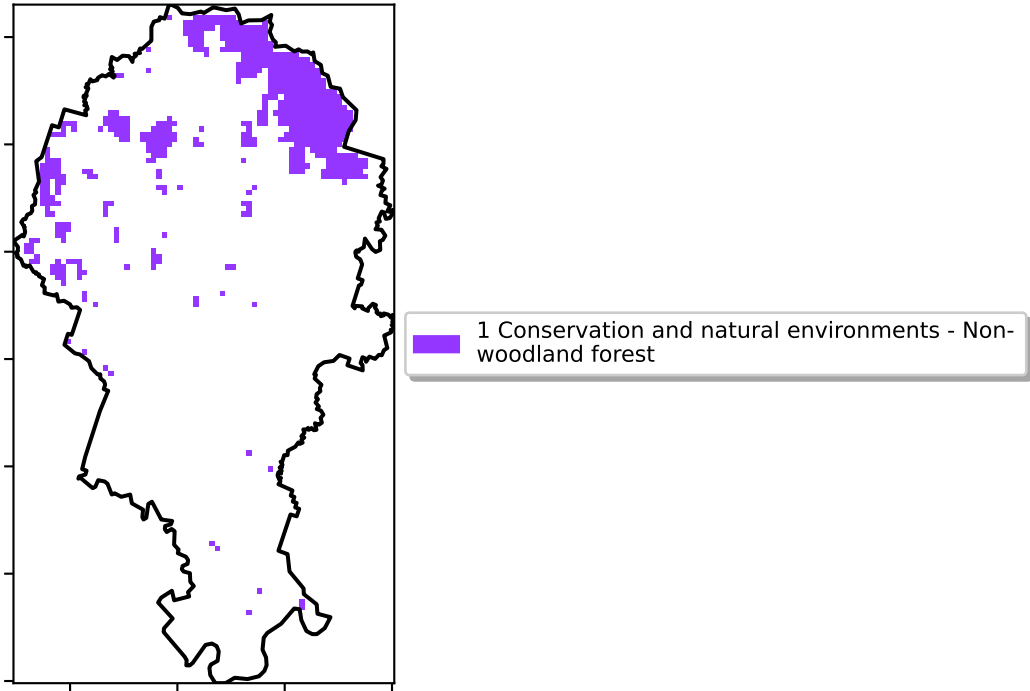 1 Conservation and natural environments - Non-
woodland forest